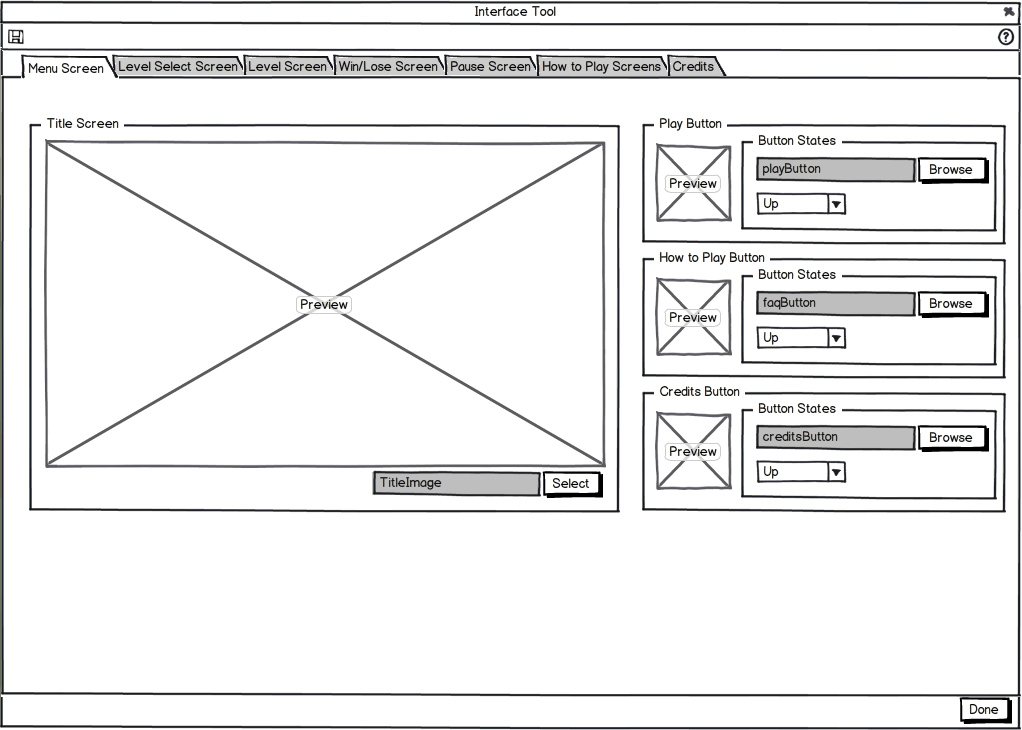 Interface Tool
Menu Screen
Level Select Screen
Level Screen
Win/Lose Screen
Pause Screen
How to Play Screens
Credits
Title Screen
Preview
TitleImage
Select
Play Button
Preview
Button States
playButton
Browse
Up
How to Play Button
Preview
Button States
faqButton
Browse
Up
Credits Button
Preview
Button States
creditsButton
Browse
Up
Done